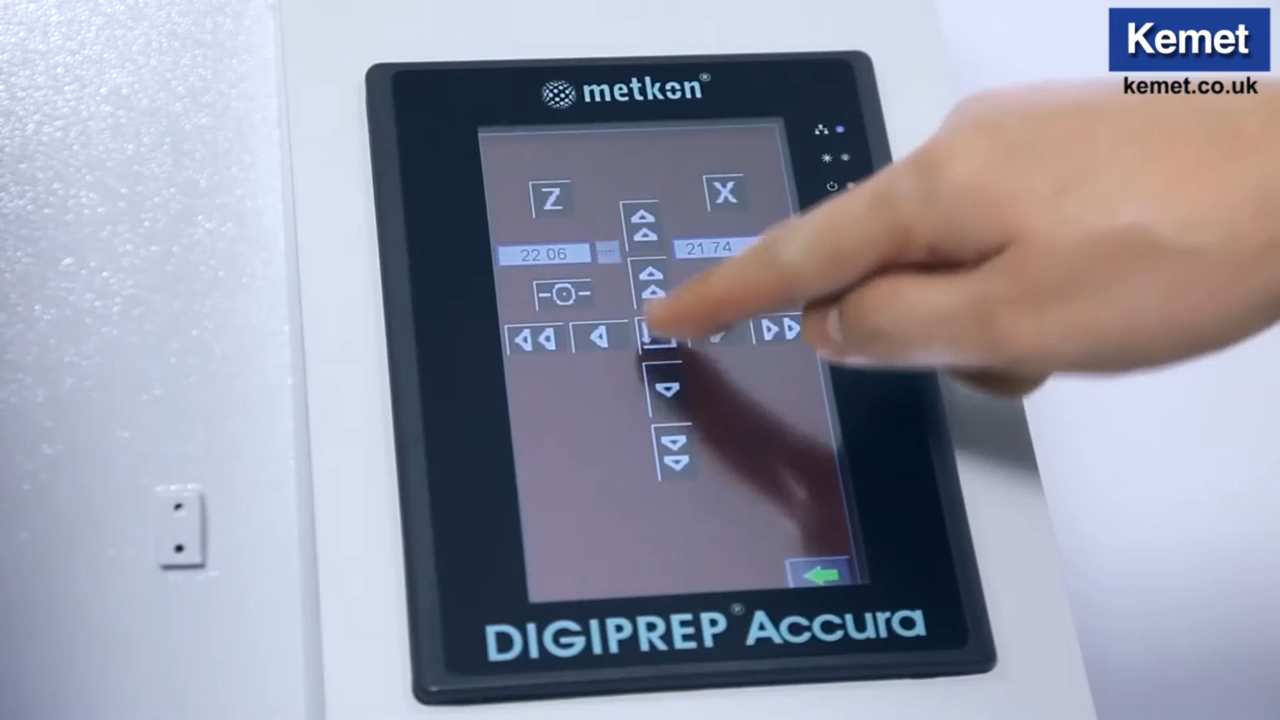 Kemet
kemet.co.uk
metkon®
Z
X
22.06
21.74
DIGIPREP® Accura